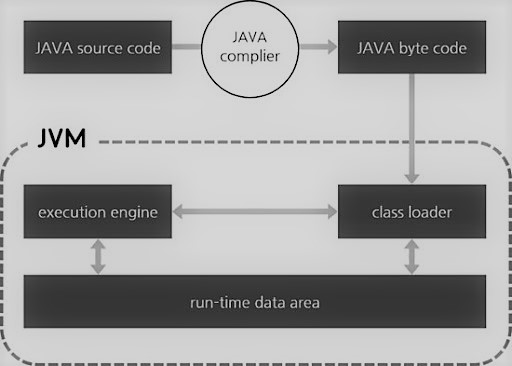 JAVA source code
JAVA
complier
JAVA byte code
JVM
execution engine
class loader
run-time data area